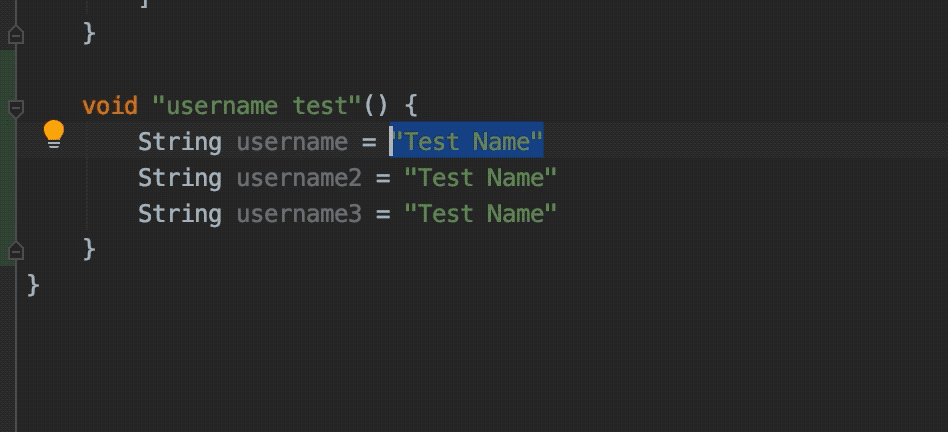 ]
}
void "username test"() {
String username = "Test Name"
String username2 = "Test Name"
String username3 = "Test Name"
}
}